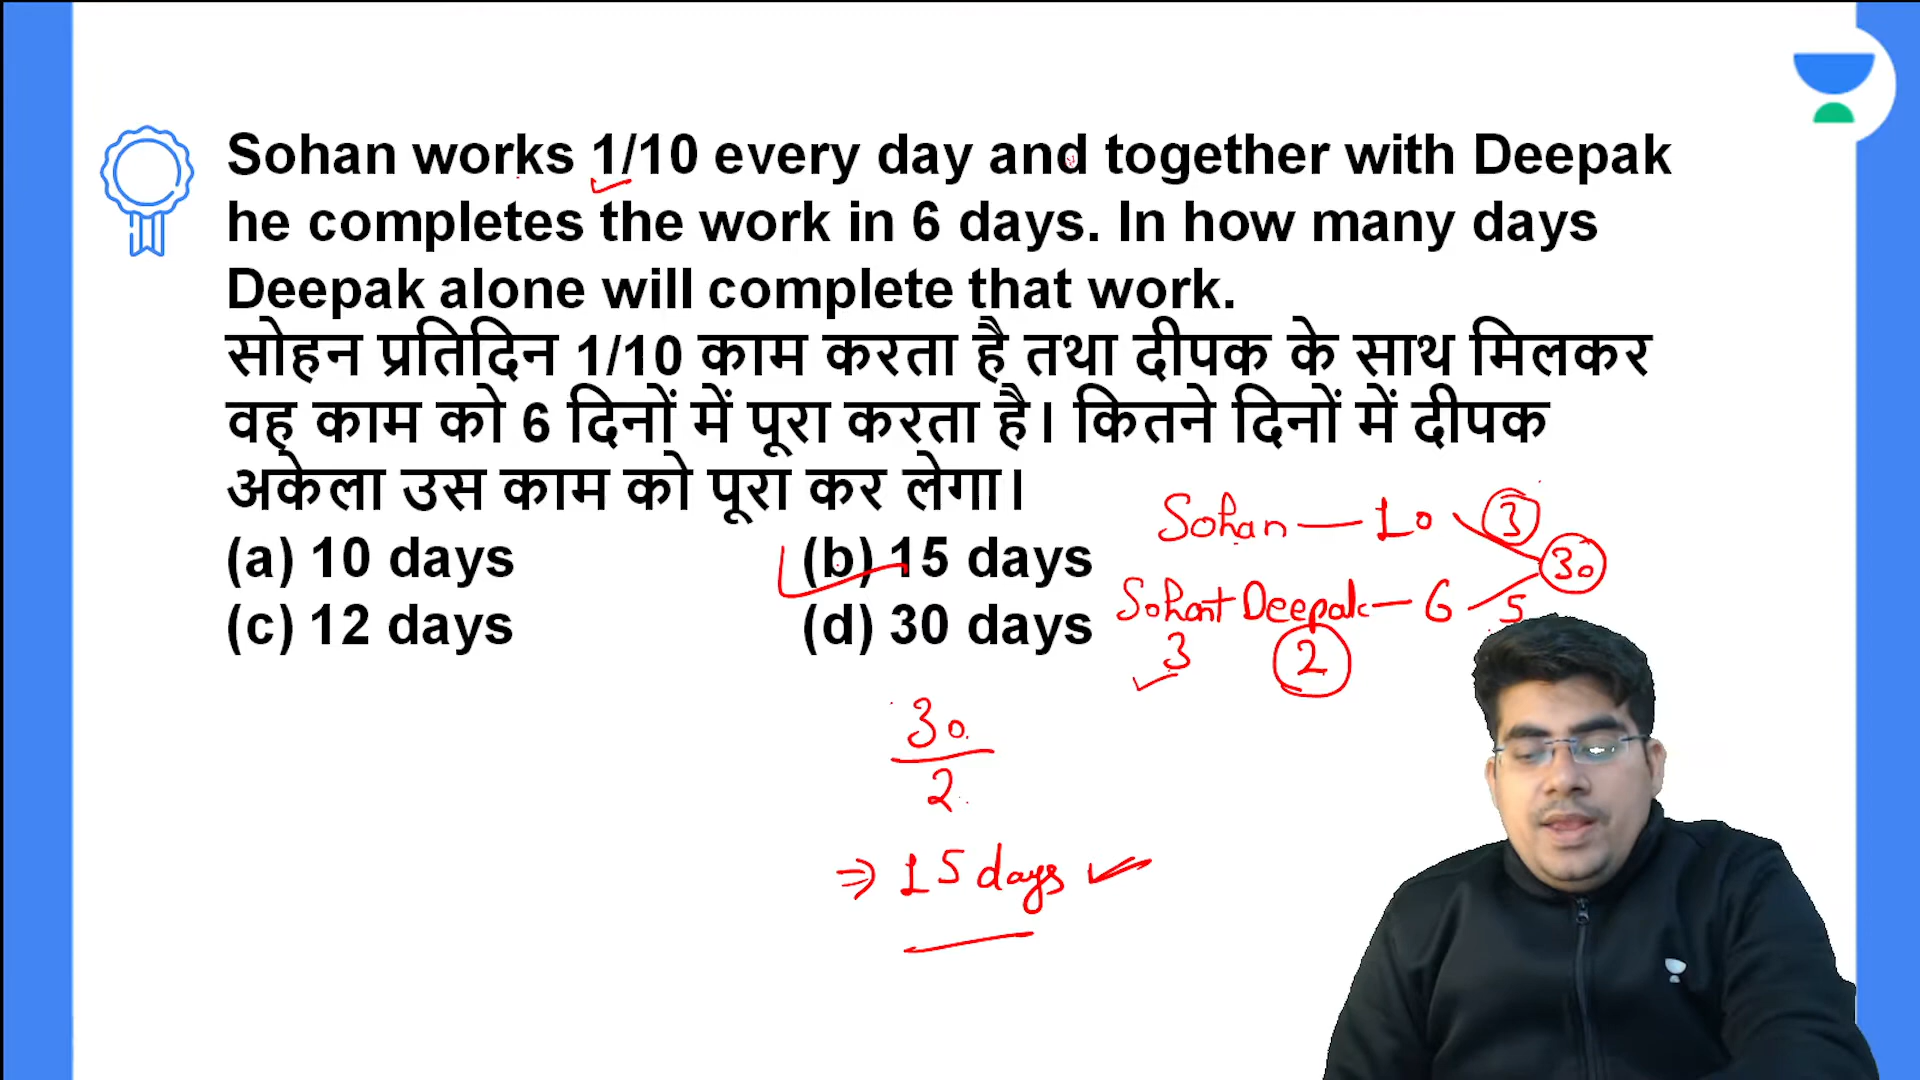 Sohan works 1/10 every day and together with Deepak
he completes the work in 6 days. In how many days
Deepak alone will complete that work.
सोहन प्रतिदिन 1/10 काम करता है तथा दीपक के साथ मिलकर
वह काम को 6 दिनों में पूरा करता है। कितने दिनों में दीपक
अकेला उस काम को पूरा कर लेगा।
(a) 10 days (b) 15 days
(c) 12 days (d) 30 days
Sohan — 10 3
30
Sohan + Deepak — 6 5
3 2
30
2
⇒ 15 days ✓